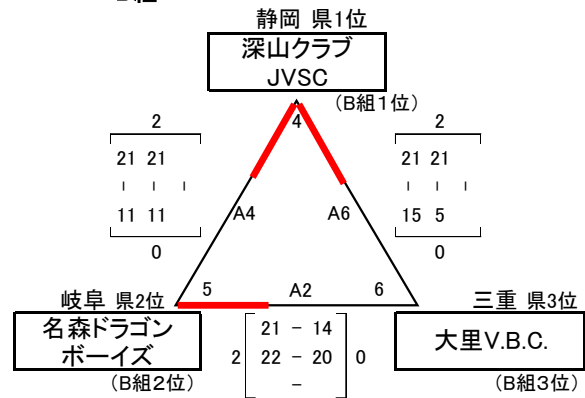 静岡 県1位
深山クラブ
JVSC
(B組1位)
4
2
21 21
- - -
11 11
0
2
21 21
- - -
15 5
0
A4
A6
5
A2
6
岐阜 県2位
名森ドラゴン
ボーイズ
(B組2位)
2
21 - 14
22 - 20
-
0
三重 県3位
大里V.B.C.
(B組3位)